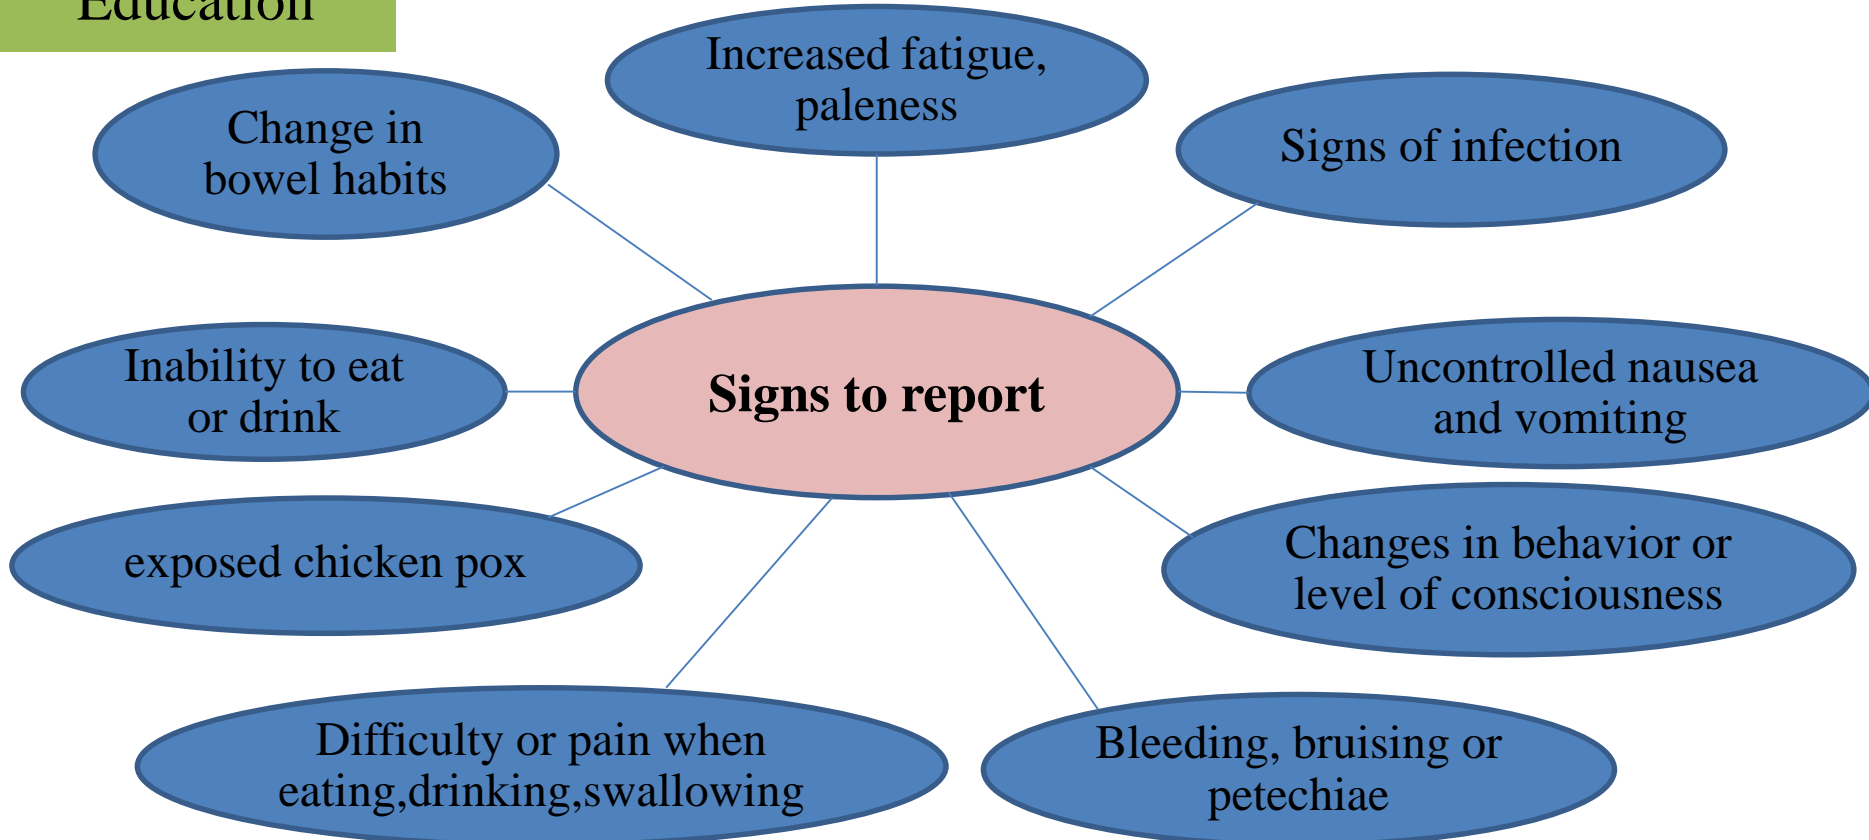 Education
Increased fatigue,
paleness
Change in
bowel habits
Signs of infection
Inability to eat
or drink
Signs to report
Uncontrolled nausea
and vomiting
exposed chicken pox
Changes in behavior or
level of consciousness
Difficulty or pain when
eating,drinking,swallowing
Bleeding, bruising or
petechiae